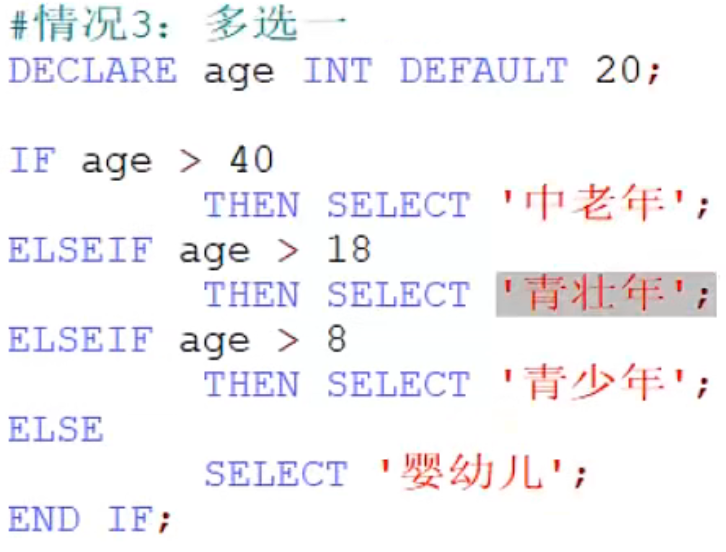 #情况3：多选一
DECLARE age INT DEFAULT 20;
IF age > 40
THEN SELECT '中老年';
ELSEIF age > 18
THEN SELECT '青壮年';
ELSEIF age > 8
THEN SELECT '青少年';
ELSE
SELECT '婴幼儿';
END IF;